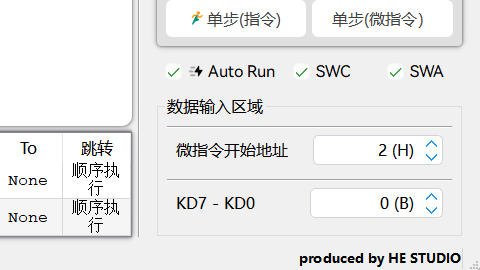 单步(指令)
单步(微指令)
Auto Run
SWC
SWA
数据输入区域
微指令开始地址
2 (H)
KD7 - KD0
0 (B)
To
跳转
None
顺序执
行
None
顺序执
行
produced by HE STUDIO